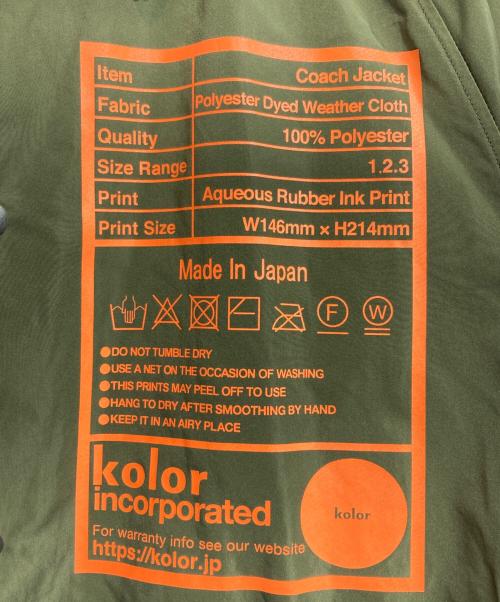 Item Coach Jacket
Fabric Polyester Dyed Weather Cloth
Quality 100% Polyester
Size Range 1.2.3
Print Aqueous Rubber Ink Print
Print Size W146mm × H214mm
Made In Japan
F W
●DO NOT TUMBLE DRY
●USE A NET ON THE OCCASION OF WASHING
●THIS PRINTS MAY PEEL OFF TO USE
●HANG TO DRY AFTER SMOOTHING BY HAND
●KEEP IT IN AN AIRY PLACE
kolor
incorporated
For warranty info see our website
https://kolor.jp
kolor